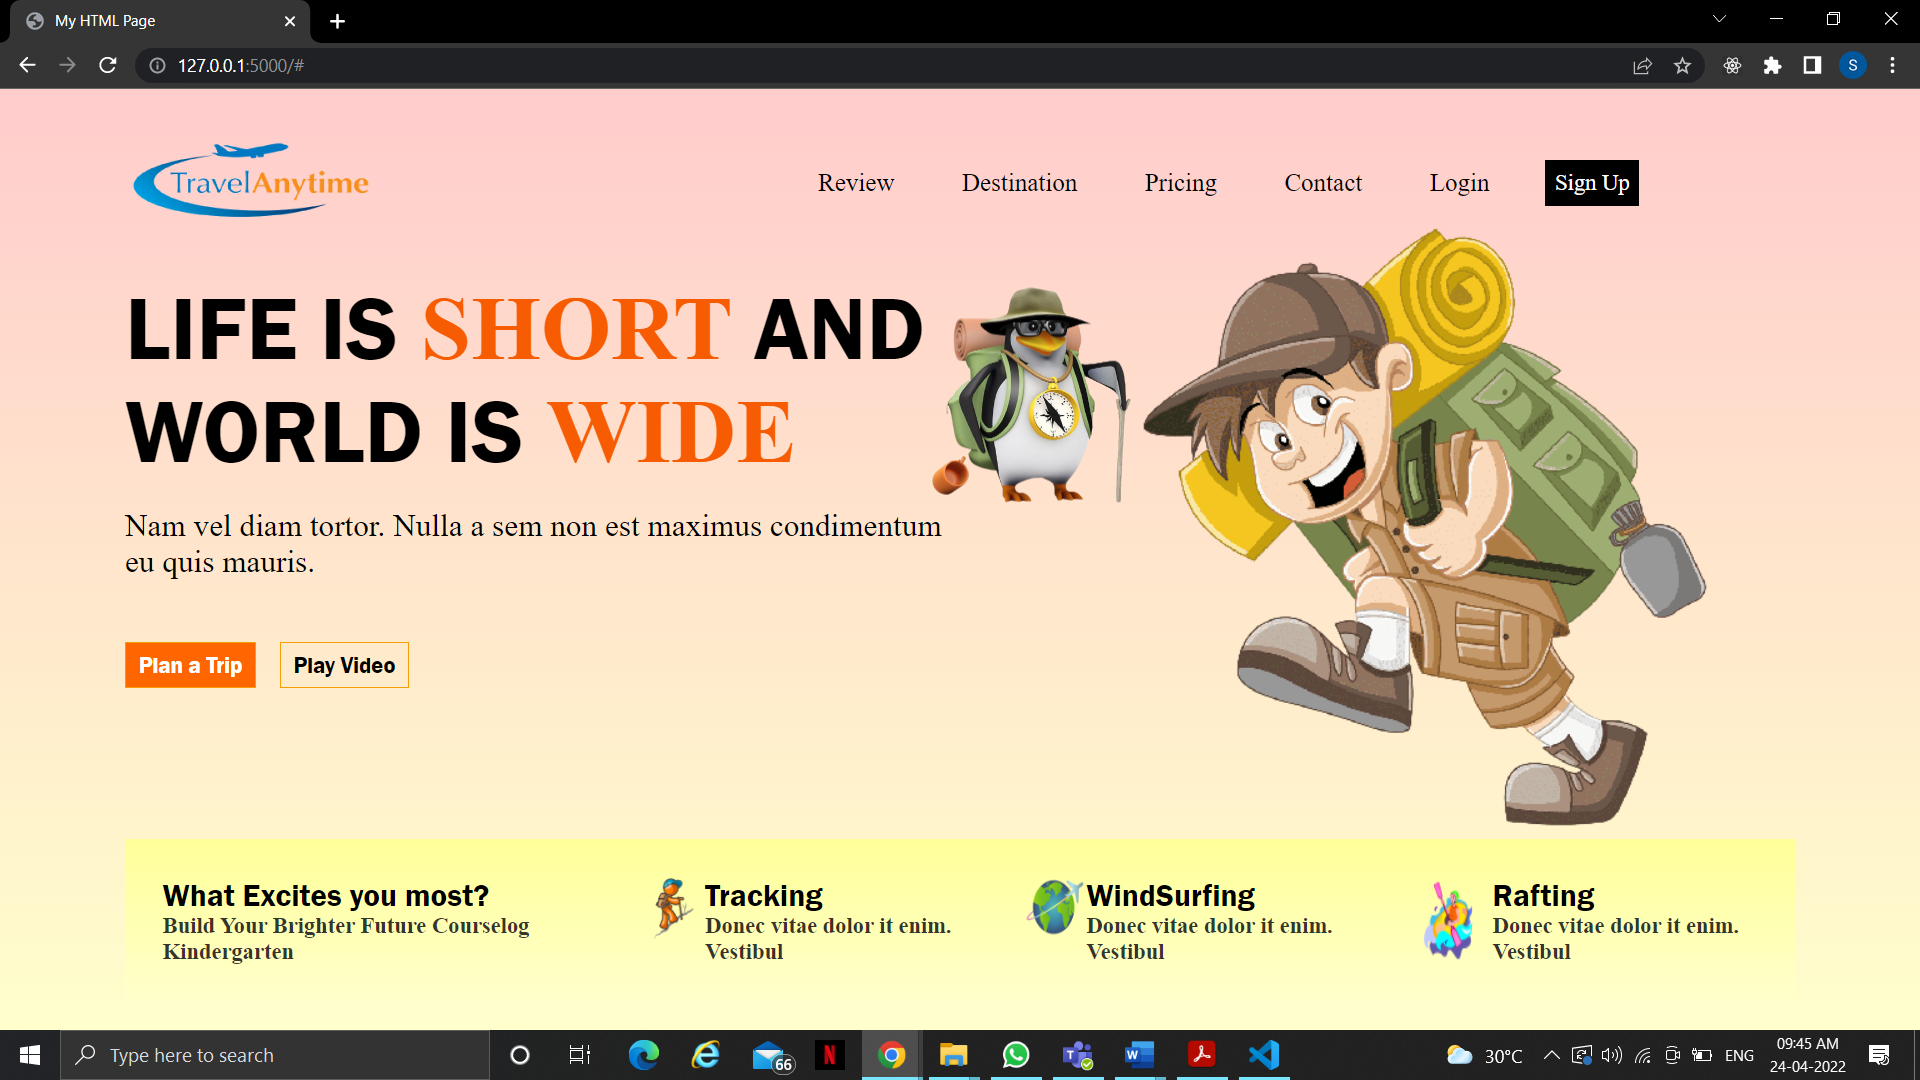 My HTML Page
127.0.0.1:5000/#
S
TravelAnytime
Review Destination Pricing Contact Login Sign Up
LIFE IS SHORT AND
WORLD IS WIDE
Nam vel diam tortor. Nulla a sem non est maximus condimentum
eu quis mauris.
Plan a Trip Play Video
What Excites you most?
Build Your Brighter Future Courselog
Kindergarten
Tracking
Donec vitae dolor it enim.
Vestibul
WindSurfing
Donec vitae dolor it enim.
Vestibul
Rafting
Donec vitae dolor it enim.
Vestibul
Type here to search
66
N
T
W
30°C
ENG
09:45 AM
24-04-2022